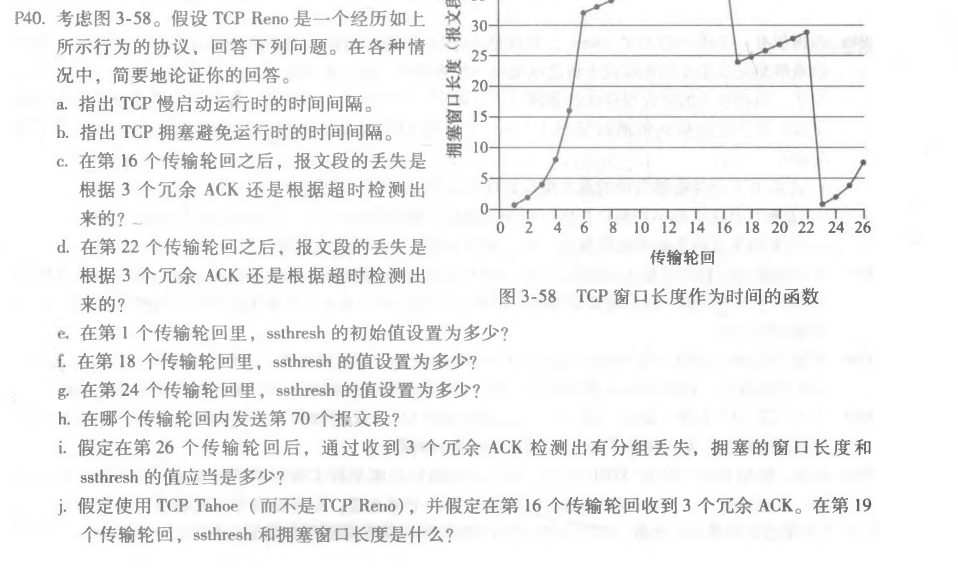 P40. 考虑图 3-58。假设 TCP Reno 是一个经历如上
所示行为的协议，回答下列问题。在各种情
况中，简要地论证你的回答。
a. 指出 TCP 慢启动运行时的时间间隔。
b. 指出 TCP 拥塞避免运行时的时间间隔。
c. 在第 16 个传输轮回之后，报文段的丢失是
根据 3 个冗余 ACK 还是根据超时检测出
来的？
d. 在第 22 个传输轮回之后，报文段的丢失是
根据 3 个冗余 ACK 还是根据超时检测出
来的？
拥塞窗口长度（报文段
30
25
20
15
10
5
0
0 2 4 6 8 10 12 14 16 18 20 22 24 26
传输轮回
图 3-58 TCP 窗口长度作为时间的函数
e. 在第 1 个传输轮回里，ssthresh 的初始值设置为多少？
f. 在第 18 个传输轮回里，ssthresh 的值设置为多少？
g. 在第 24 个传输轮回里，ssthresh 的值设置为多少？
h. 在哪个传输轮回内发送第 70 个报文段？
i. 假定在第 26 个传输轮回后，通过收到 3 个冗余 ACK 检测出有分组丢失，拥塞的窗口长度和
ssthresh 的值应当是多少？
j. 假定使用 TCP Tahoe（而不是 TCP Reno），并假定在第 16 个传输轮回收到 3 个冗余 ACK。在第 19
个传输轮回，ssthresh 和拥塞窗口长度是什么？